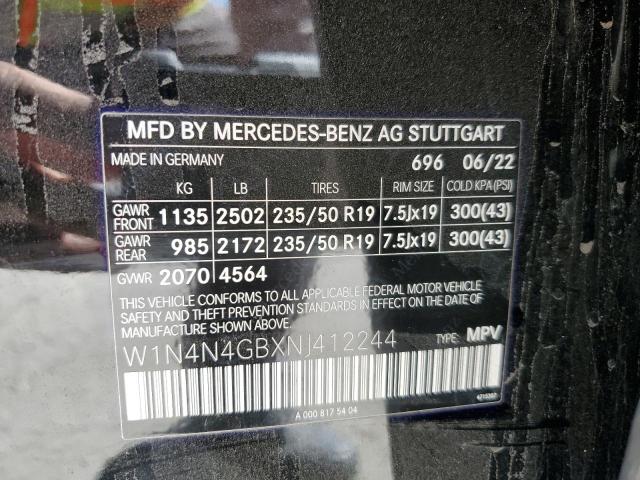 MFD BY MERCEDES-BENZ AG STUTTGART
MADE IN GERMANY 696 06/22
KG LB TIRES RIM SIZE COLD KPA(PSI)
GAWR FRONT 1135 2502 235/50 R19 7.5Jx19 300(43)
GAWR REAR 985 2172 235/50 R19 7.5Jx19 300(43)
GVWR 2070 4564
THIS VEHICLE CONFORMS TO ALL APPLICABLE FEDERAL MOTOR VEHICLE
SAFETY AND THEFT PREVENTION STANDARDS IN EFFECT ON THE DATE OF
MANUFACTURE SHOWN ABOVE.
W1N4N4GBXNJ412244 TYPE: MPV
A 000 817 54 04